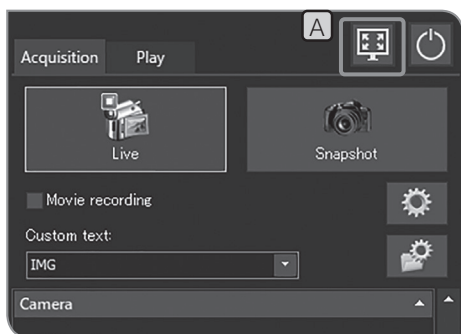 A
Acquisition Play
Live Snapshot
Movie recording
Custom text:
IMG
Camera